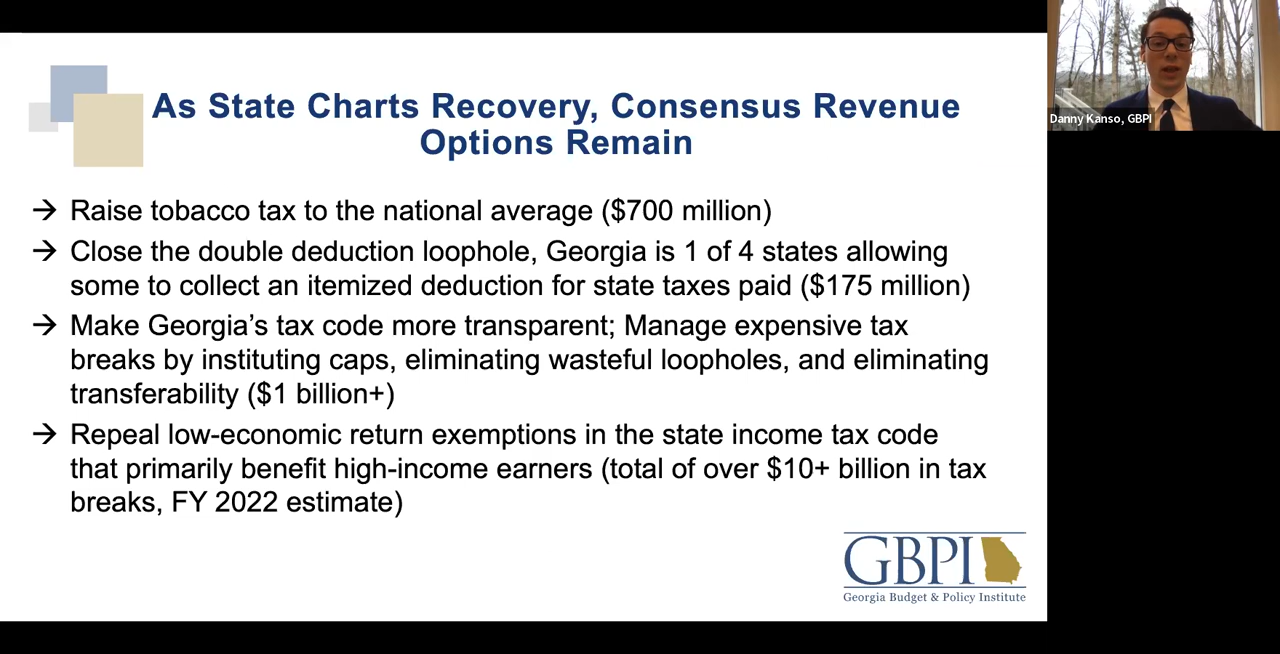 As State Charts Recovery, Consensus Revenue
Options Remain
→ Raise tobacco tax to the national average ($700 million)
→ Close the double deduction loophole, Georgia is 1 of 4 states allowing
some to collect an itemized deduction for state taxes paid ($175 million)
→ Make Georgia’s tax code more transparent; Manage expensive tax
breaks by instituting caps, eliminating wasteful loopholes, and eliminating
transferability ($1 billion+)
→ Repeal low-economic return exemptions in the state income tax code
that primarily benefit high-income earners (total of over $10+ billion in tax
breaks, FY 2022 estimate)
GBPI
Georgia Budget & Policy Institute
Danny Kanso, GBPI